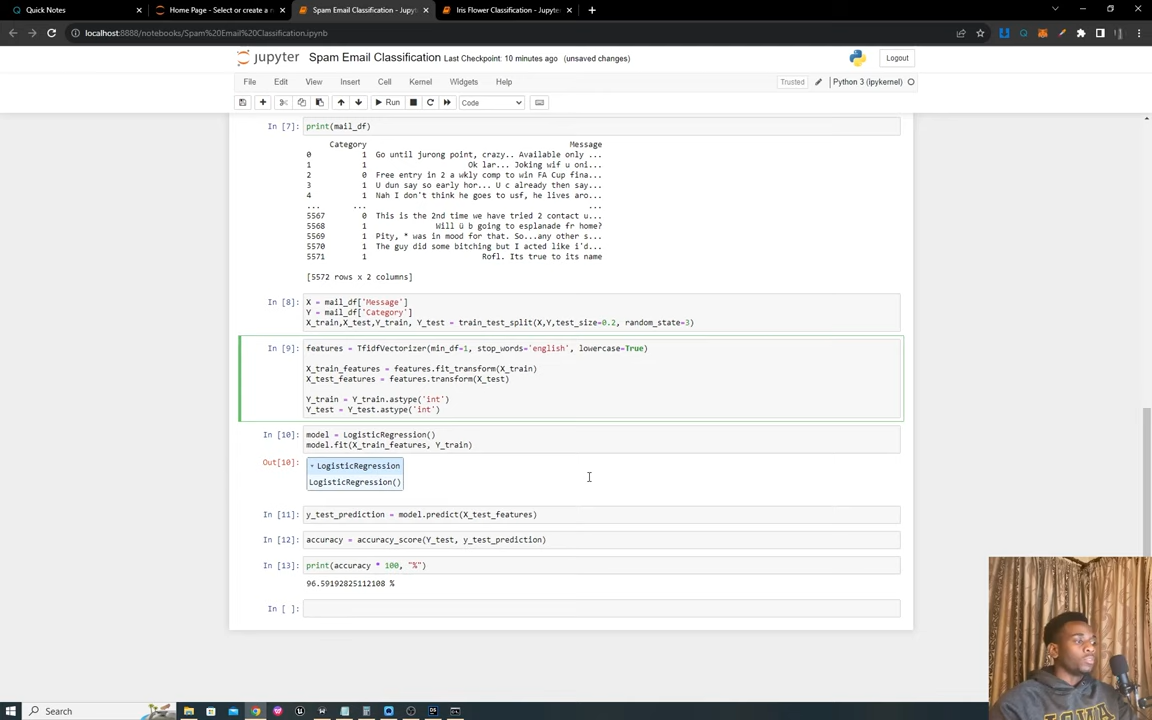 Quick Notes
Home Page - Select or create a n
Spam Email Classification - Jupyt
Iris Flower Classification - Jupyte
localhost:8888/notebooks/Spam%20Email%20Classification.ipynb
jupyter Spam Email Classification Last Checkpoint: 10 minutes ago (unsaved changes)
Logout
File Edit View Insert Cell Kernel Widgets Help
Trusted Python 3 (ipykernel)
Run Code
In [7]: print(mail_df)
Category Message
0 1 Go until jurong point, crazy.. Available only ...
1 1 Ok lar... Joking wif u oni...
2 0 Free entry in 2 a wkly comp to win FA Cup fina...
3 1 U dun say so early hor... U c already then say...
4 1 Nah I don't think he goes to usf, he lives aro...
... ... ...
5567 0 This is the 2nd time we have tried 2 contact u...
5568 1 Will ü b going to esplanade fr home?
5569 1 Pity, * was in mood for that. So...any other s...
5570 1 The guy did some bitching but I acted like i'd...
5571 1 Rofl. Its true to its name
[5572 rows x 2 columns]
In [8]: X = mail_df['Message']
Y = mail_df['Category']
X_train,X_test,Y_train, Y_test = train_test_split(X,Y,test_size=0.2, random_state=3)
In [9]: features = TfidfVectorizer(min_df=1, stop_words='english', lowercase=True)
X_train_features = features.fit_transform(X_train)
X_test_features = features.transform(X_test)
Y_train = Y_train.astype('int')
Y_test = Y_test.astype('int')
In [10]: model = LogisticRegression()
model.fit(X_train_features, Y_train)
Out[10]: LogisticRegression
LogisticRegression()
In [11]: y_test_prediction = model.predict(X_test_features)
In [12]: accuracy = accuracy_score(Y_test, y_test_prediction)
In [13]: print(accuracy * 100, "%")
96.59192825112108 %
In [ ]:
Search